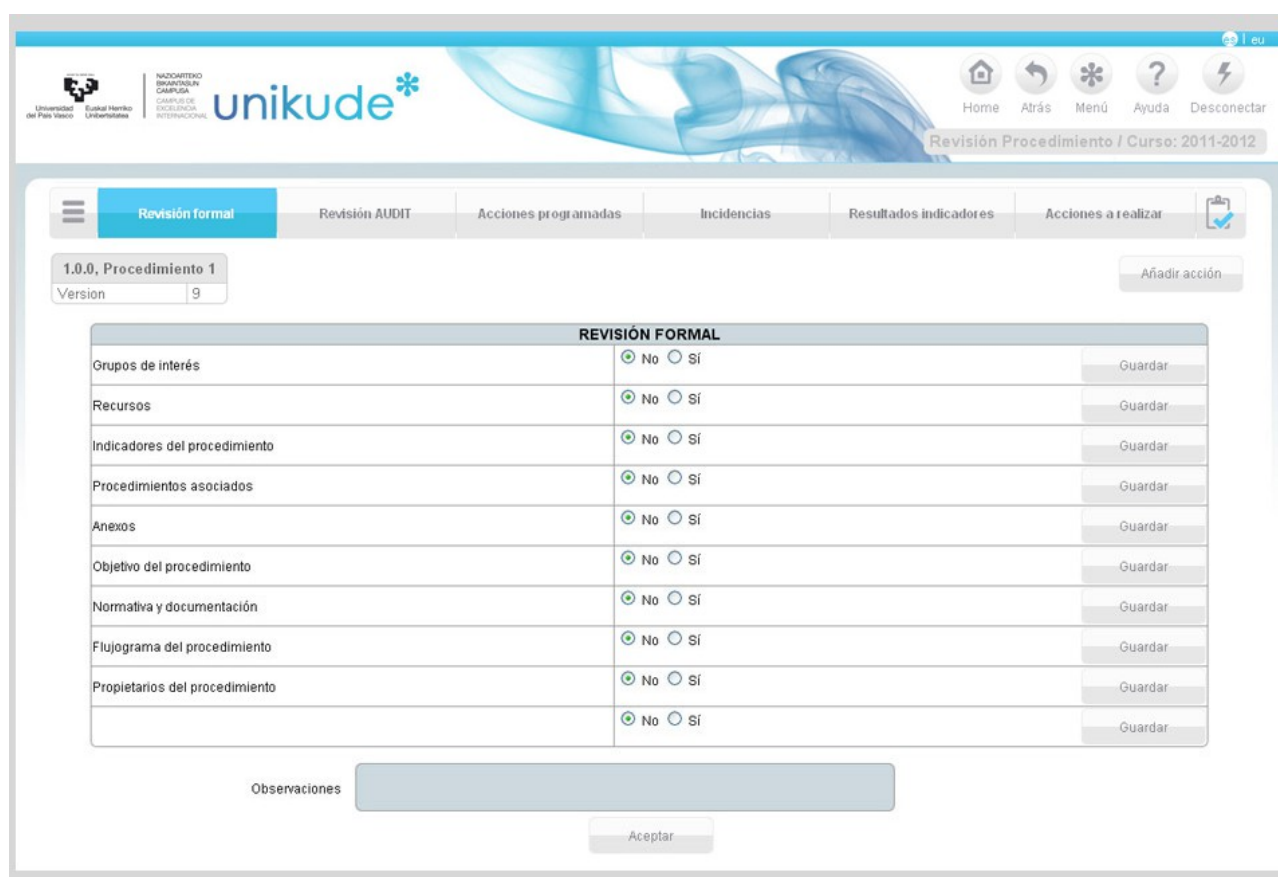 es | eu
Universidad del País Vasco
Euskal Herriko Unibertsitatea
NAZIOARTEKO
BIKAINTASUN
CAMPUSA
CAMPUS DE
EXCELENCIA
INTERNACIONAL
unikude*
Home Atrás Menú Ayuda Desconectar
Revisión Procedimiento / Curso: 2011-2012
Revisión formal Revisión AUDIT Acciones programadas Incidencias Resultados indicadores Acciones a realizar
1.0.0, Procedimiento 1
Version 9
Añadir acción
REVISIÓN FORMAL
Grupos de interés No Sí Guardar
Recursos No Sí Guardar
Indicadores del procedimiento No Sí Guardar
Procedimientos asociados No Sí Guardar
Anexos No Sí Guardar
Objetivo del procedimiento No Sí Guardar
Normativa y documentación No Sí Guardar
Flujograma del procedimiento No Sí Guardar
Propietarios del procedimiento No Sí Guardar
No Sí Guardar
Observaciones
Aceptar